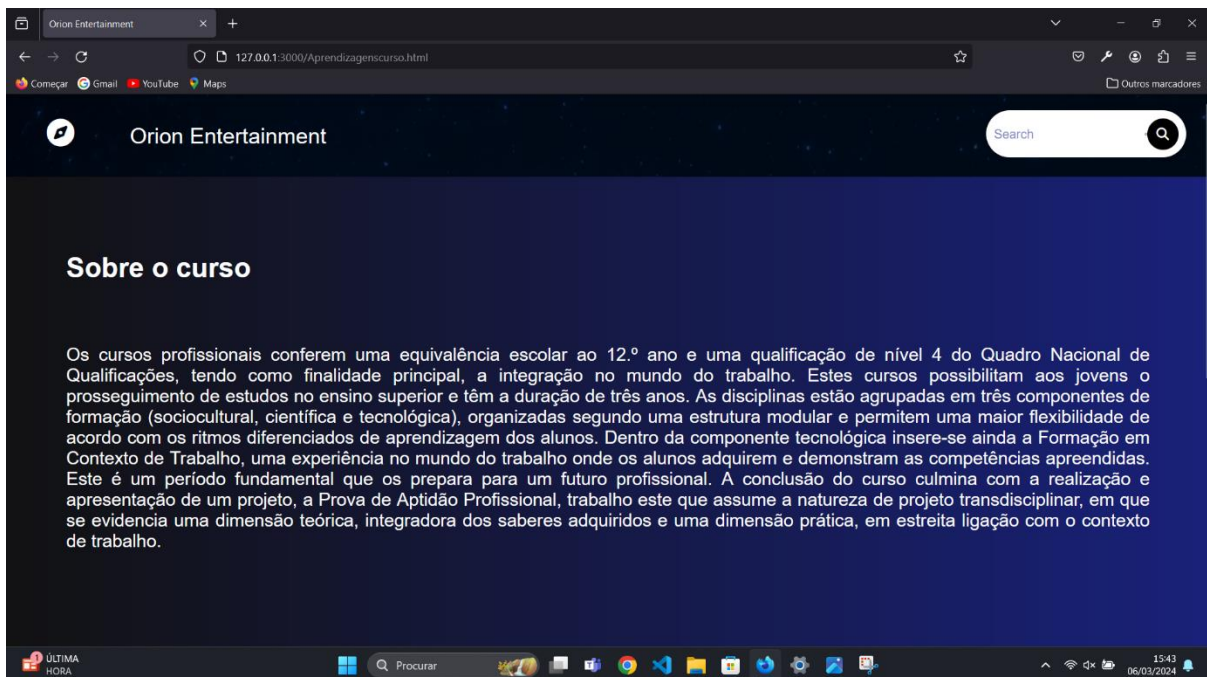 Orion Entertainment
127.0.0.1:3000/Aprendizagenscurso.html
Começar Gmail YouTube Maps Outros marcadores
Orion Entertainment
Search
Sobre o curso
Os cursos profissionais conferem uma equivalência escolar ao 12.º ano e uma qualificação de nível 4 do Quadro Nacional de
Qualificações, tendo como finalidade principal, a integração no mundo do trabalho. Estes cursos possibilitam aos jovens o
prosseguimento de estudos no ensino superior e têm a duração de três anos. As disciplinas estão agrupadas em três componentes de
formação (sociocultural, científica e tecnológica), organizadas segundo uma estrutura modular e permitem uma maior flexibilidade de
acordo com os ritmos diferenciados de aprendizagem dos alunos. Dentro da componente tecnológica insere-se ainda a Formação em
Contexto de Trabalho, uma experiência no mundo do trabalho onde os alunos adquirem e demonstram as competências apreendidas.
Este é um período fundamental que os prepara para um futuro profissional. A conclusão do curso culmina com a realização e
apresentação de um projeto, a Prova de Aptidão Profissional, trabalho este que assume a natureza de projeto transdisciplinar, em que
se evidencia uma dimensão teórica, integradora dos saberes adquiridos e uma dimensão prática, em estreita ligação com o contexto
de trabalho.
1
ÚLTIMA
HORA
Procurar
15:43
06/03/2024